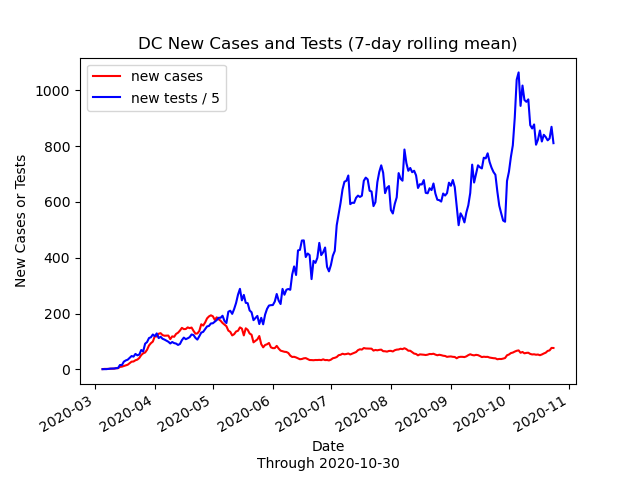 DC New Cases and Tests (7-day rolling mean)
new cases
new tests / 5
New Cases or Tests
1000
800
600
400
200
0
2020-03
2020-04
2020-05
2020-06
2020-07
2020-08
2020-09
2020-10
2020-11
Date
Through 2020-10-30